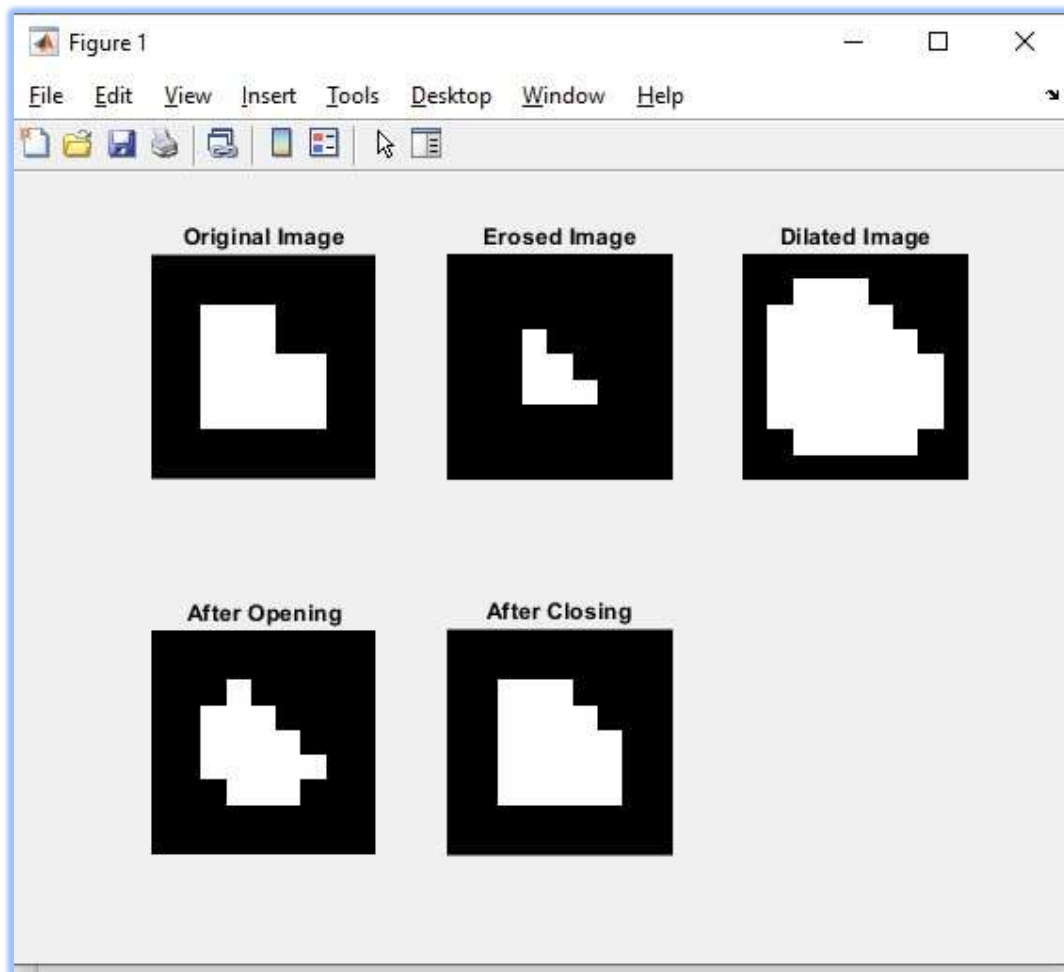 Figure 1
File Edit View Insert Tools Desktop Window Help
Original Image
Erosed Image
Dilated Image
After Opening
After Closing